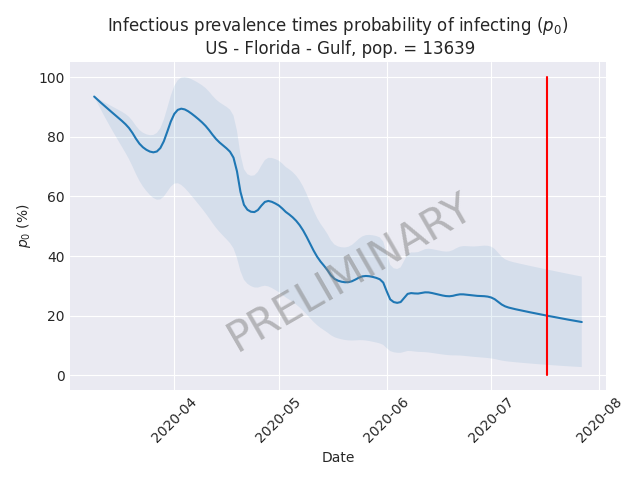 Infectious prevalence times probability of infecting (p₀)
US - Florida - Gulf, pop. = 13639
100
80
60
40
20
0
p₀ (%)
PRELIMINARY
2020-04
2020-05
2020-06
2020-07
2020-08
Date